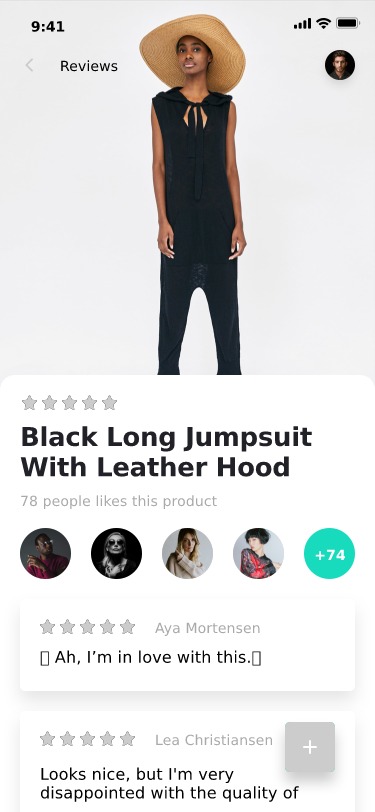 9:41
Reviews
Black Long Jumpsuit
With Leather Hood
78 people likes this product
+74
Aya Mortensen
Ah, I’m in love with this.
Lea Christiansen
+
Looks nice, but I'm very
disappointed with the quality of